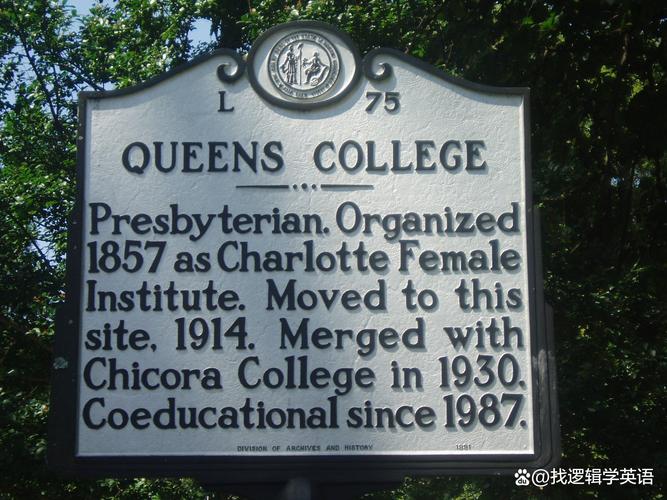 L 75
QUEENS COLLEGE
Presbyterian. Organized
1857 as Charlotte Female
Institute. Moved to this
site, 1914. Merged with
Chicora College in 1930.
Coeducational since 1987.
DIVISION OF ARCHIVES AND HISTORY 1991
@找逻辑学英语